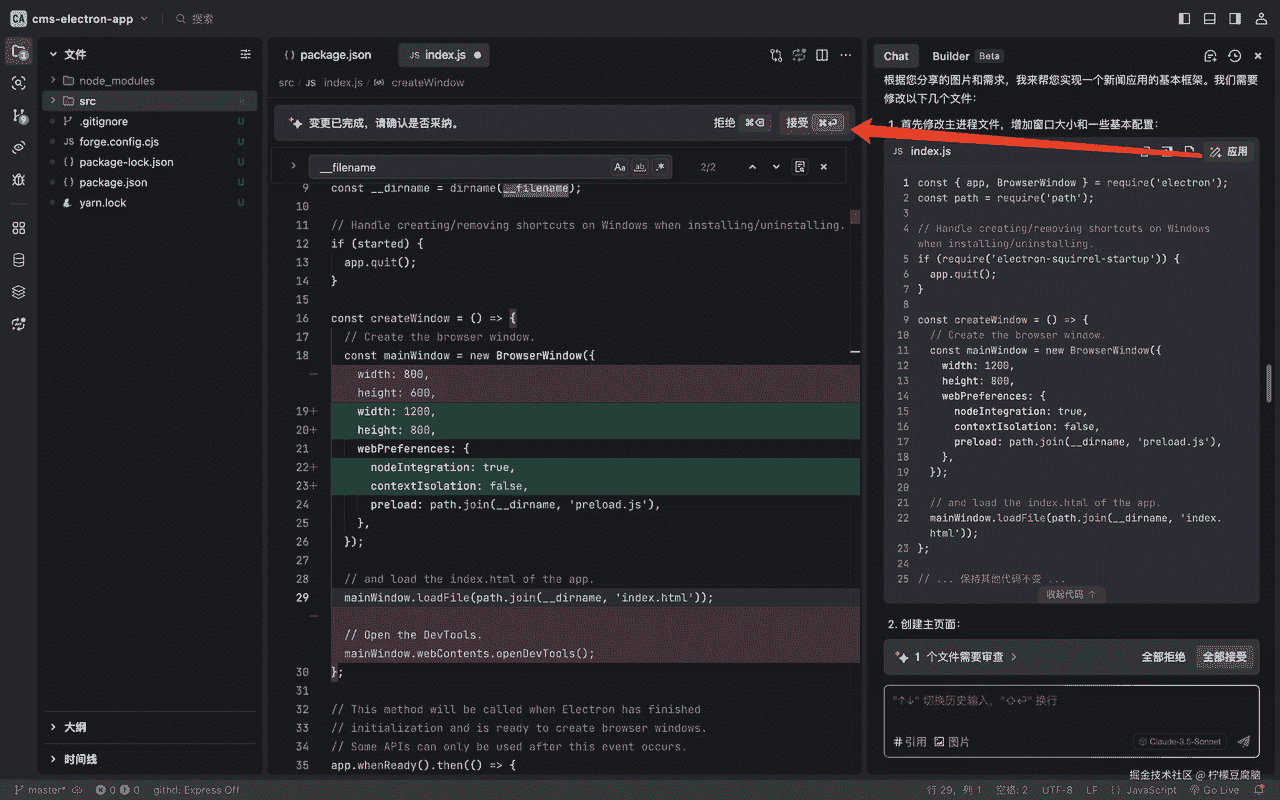 CA cms-electron-app
搜索
文件
node_modules
src
.gitignore U
forge.config.cjs U
package-lock.json U
package.json U
yarn.lock U
大纲
时间线
package.json
JS index.js
src JS index.js createWindow
变更已完成，请确认是否采纳。 拒绝 接受
__filename Aa ab 2/2
9 const __dirname = dirname(__filename);
10
11 // Handle creating/removing shortcuts on Windows when installing/uninstalling.
12 if (started) {
13 app.quit();
14 }
15
16 const createWindow = () => {
17 // Create the browser window.
18 const mainWindow = new BrowserWindow({
width: 800,
height: 600,
19+ width: 1200,
20+ height: 800,
21 webPreferences: {
22+ nodeIntegration: true,
23+ contextIsolation: false,
24 preload: path.join(__dirname, 'preload.js'),
25 },
26 });
27
28 // and load the index.html of the app.
29 mainWindow.loadFile(path.join(__dirname, 'index.html'));
// Open the DevTools.
mainWindow.webContents.openDevTools();
30 };
31
32 // This method will be called when Electron has finished
33 // initialization and is ready to create browser windows.
34 // Some APIs can only be used after this event occurs.
35 app.whenReady().then(() => {
Chat Builder Beta
根据您分享的图片和需求，我来帮您实现一个新闻应用的基本框架。我们需要
修改以下几个文件：
1. 首先修改主进程文件，增加窗口大小和一些基本配置：
JS index.js 应用
1 const { app, BrowserWindow } = require('electron');
2 const path = require('path');
3
4 // Handle creating/removing shortcuts on Windows
when installing/uninstalling.
5 if (require('electron-squirrel-startup')) {
6 app.quit();
7 }
8
9 const createWindow = () => {
10 // Create the browser window.
11 const mainWindow = new BrowserWindow({
12 width: 1200,
13 height: 800,
14 webPreferences: {
15 nodeIntegration: true,
16 contextIsolation: false,
17 preload: path.join(__dirname, 'preload.js'),
18 },
19 });
20
21 // and load the index.html of the app.
22 mainWindow.loadFile(path.join(__dirname, 'index.
html'));
23 };
24
25 // ... 保持其他代码不变 ...
收起代码 ↑
2. 创建主页面：
1 个文件需要审查 全部拒绝 全部接受
"↑↓" 切换历史输入，"⇧⏎" 换行
# 引用 图片 Claude-3.5-Sonnet
掘金技术社区 @ 柠檬豆腐脑
master* 0 0 githd: Express Off 行 29，列 1 空格: 2 UTF-8 LF {} JavaScript Go Live